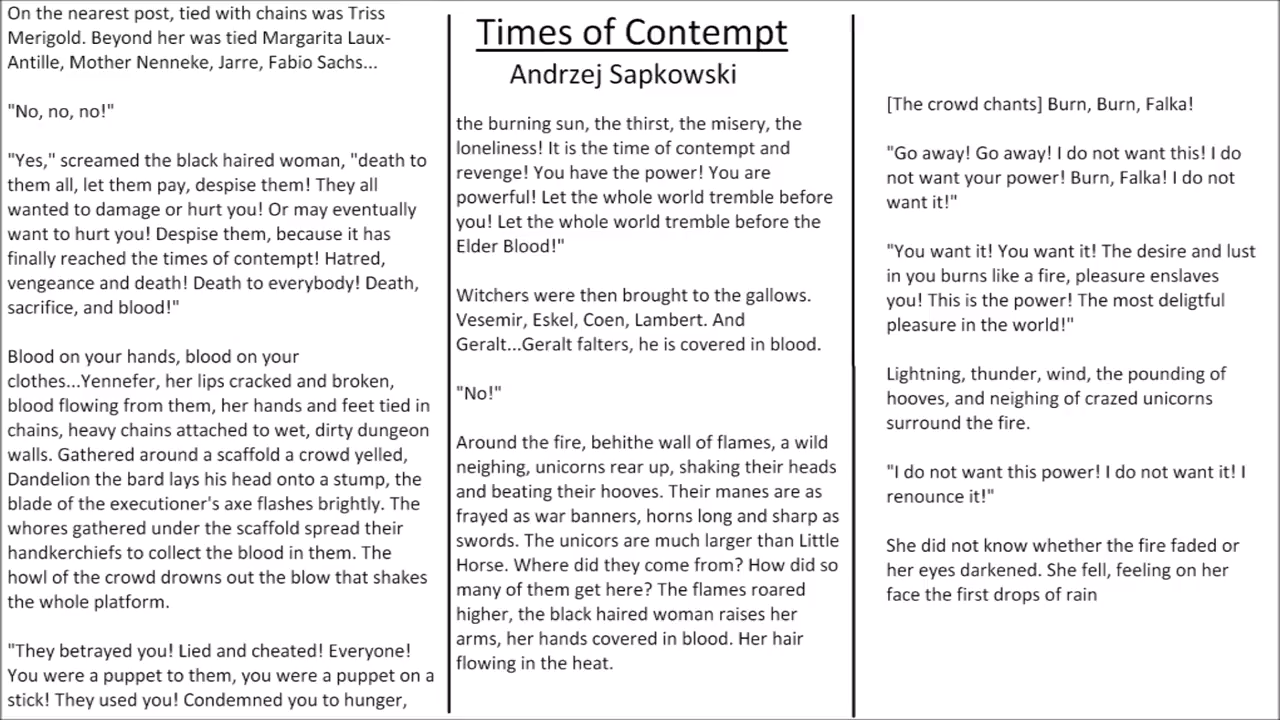 On the nearest post, tied with chains was Triss
Merigold. Beyond her was tied Margarita Laux-
Antille, Mother Nenneke, Jarre, Fabio Sachs...
"No, no, no!"
"Yes," screamed the black haired woman, "death to
them all, let them pay, despise them! They all
wanted to damage or hurt you! Or may eventually
want to hurt you! Despise them, because it has
finally reached the times of contempt! Hatred,
vengeance and death! Death to everybody! Death,
sacrifice, and blood!"
Blood on your hands, blood on your
clothes...Yennefer, her lips cracked and broken,
blood flowing from them, her hands and feet tied in
chains, heavy chains attached to wet, dirty dungeon
walls. Gathered around a scaffold a crowd yelled,
Dandelion the bard lays his head onto a stump, the
blade of the executioner's axe flashes brightly. The
whores gathered under the scaffold spread their
handkerchiefs to collect the blood in them. The
howl of the crowd drowns out the blow that shakes
the whole platform.
"They betrayed you! Lied and cheated! Everyone!
You were a puppet to them, you were a puppet on a
stick! They used you! Condemned you to hunger,
Times of Contempt
Andrzej Sapkowski
the burning sun, the thirst, the misery, the
loneliness! It is the time of contempt and
revenge! You have the power! You are
powerful! Let the whole world tremble before
you! Let the whole world tremble before the
Elder Blood!"
Witchers were then brought to the gallows.
Vesemir, Eskel, Coen, Lambert. And
Geralt...Geralt falters, he is covered in blood.
"No!"
Around the fire, behithe wall of flames, a wild
neighing, unicorns rear up, shaking their heads
and beating their hooves. Their manes are as
frayed as war banners, horns long and sharp as
swords. The unicors are much larger than Little
Horse. Where did they come from? How did so
many of them get here? The flames roared
higher, the black haired woman raises her
arms, her hands covered in blood. Her hair
flowing in the heat.
[The crowd chants] Burn, Burn, Falka!
"Go away! Go away! I do not want this! I do
not want your power! Burn, Falka! I do not
want it!"
"You want it! You want it! The desire and lust
in you burns like a fire, pleasure enslaves
you! This is the power! The most deligtful
pleasure in the world!"
Lightning, thunder, wind, the pounding of
hooves, and neighing of crazed unicorns
surround the fire.
"I do not want this power! I do not want it! I
renounce it!"
She did not know whether the fire faded or
her eyes darkened. She fell, feeling on her
face the first drops of rain